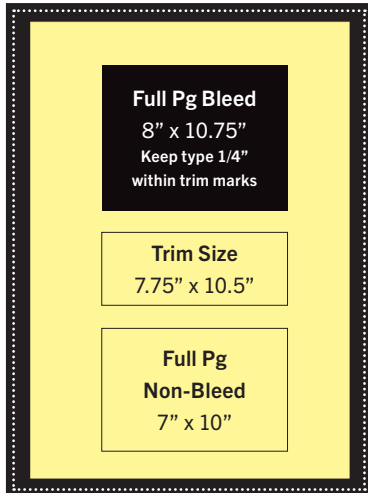 Full Pg Bleed
8” x 10.75”
Keep type 1/4”
within trim marks
Trim Size
7.75” x 10.5”
Full Pg
Non-Bleed
7” x 10”